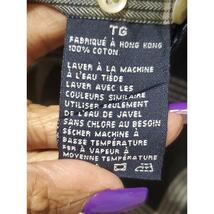 TG
FABRIQUÉ À HONG KONG
100% COTON
LAVER À LA MACHINE
À L'EAU TIÈDE
LAVER AVEC LES
COULEURS SIMILAIRE
UTILISER SEULEMENT
DE L'EAU DE JAVEL
SANS CHLORE AU BESOIN
SÉCHER MACHINE À
BASSE TEMPÉRATURE
FER À VAPEUR À
MOYENNE TEMPÉRATURE